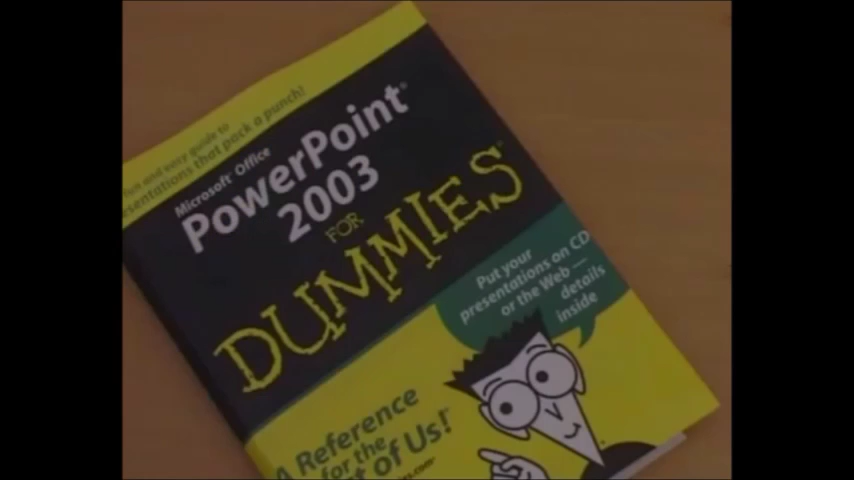 fun and easy guide to
presentations that pack a punch!
Microsoft® Office
PowerPoint®
2003
FOR
DUMMIES®
Put your
presentations on CD
or the Web —
details
inside
A Reference
for the
of Us!